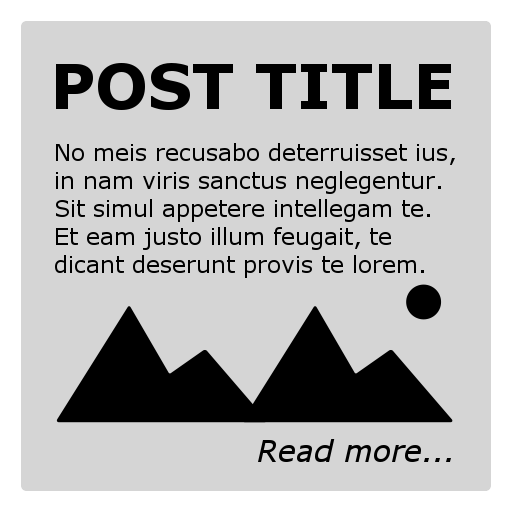 POST TITLE
No meis recusabo deterruisset ius,
in nam viris sanctus neglegentur.
Sit simul appetere intellegam te.
Et eam justo illum feugait, te
dicant deserunt provis te lorem.
Read more...